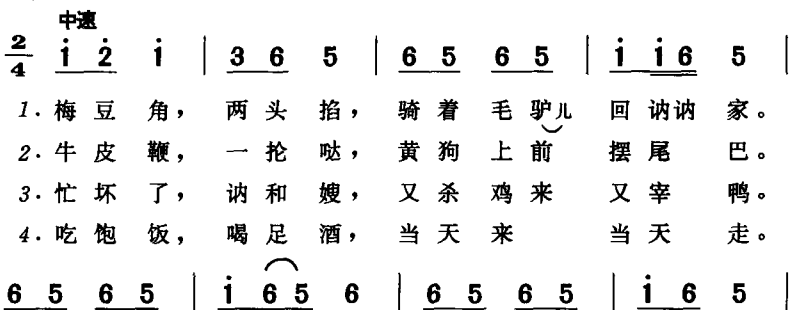 中速
2/4 i̇ 2̇ i̇ | 3 6 5 | 6 5 6 5 | i̇ i̇6 5 |
1. 梅豆角，两头掐，骑着毛驴儿回讷讷家。
2. 牛皮鞭，一抡哒，黄狗上前摆尾巴。
3. 忙坏了，讷和嫂，又杀鸡来又宰鸭。
4. 吃饱饭，喝足酒，当天来当天走。
6 5 6 5 | i̇ 6 5 6 | 6 5 6 5 | i̇ 6 5 |